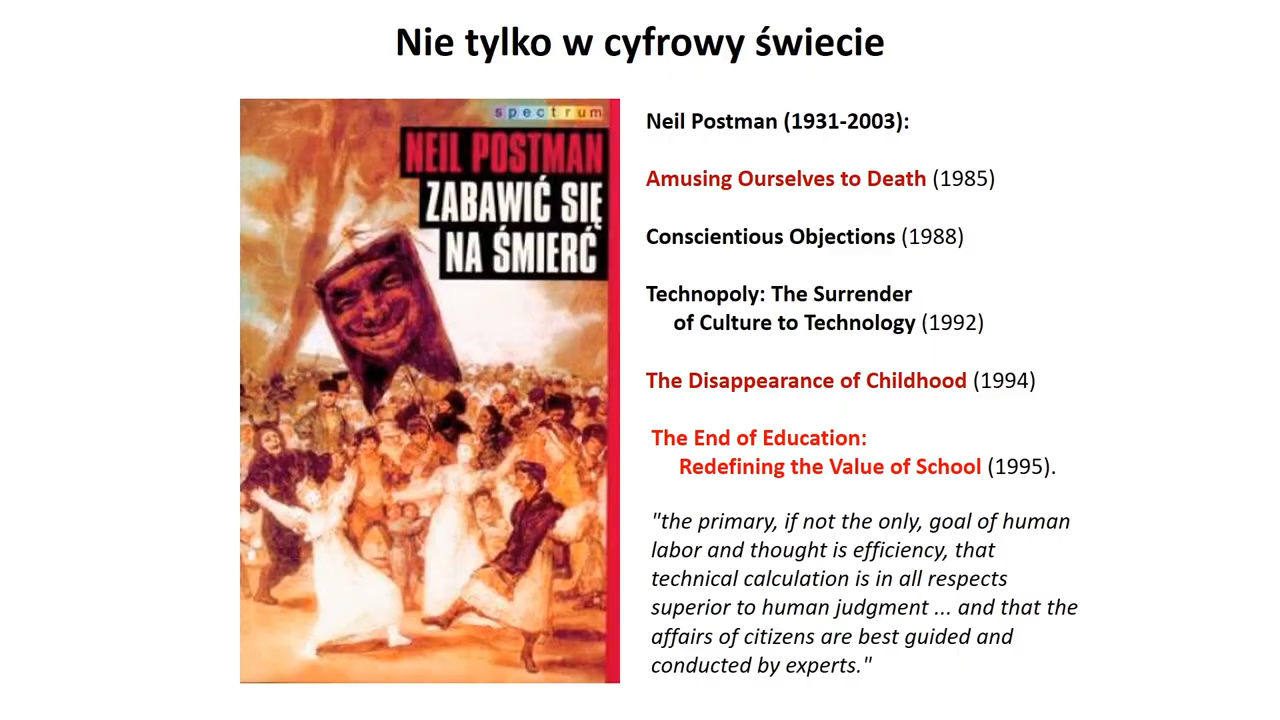 Nie tylko w cyfrowy świecie
spectrum
NEIL POSTMAN
ZABAWIĆ SIĘ
NA ŚMIERĆ
Neil Postman (1931-2003):
Amusing Ourselves to Death (1985)
Conscientious Objections (1988)
Technopoly: The Surrender
of Culture to Technology (1992)
The Disappearance of Childhood (1994)
The End of Education:
Redefining the Value of School (1995).
"the primary, if not the only, goal of human
labor and thought is efficiency, that
technical calculation is in all respects
superior to human judgment ... and that the
affairs of citizens are best guided and
conducted by experts."